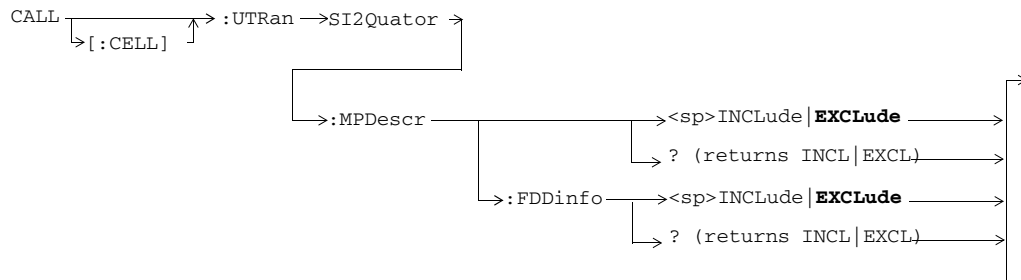 CALL :UTRan SI2Quator
[:CELL]
:MPDescr <sp>INCLude|EXCLude
? (returns INCL|EXCL)
:FDDinfo <sp>INCLude|EXCLude
? (returns INCL|EXCL)